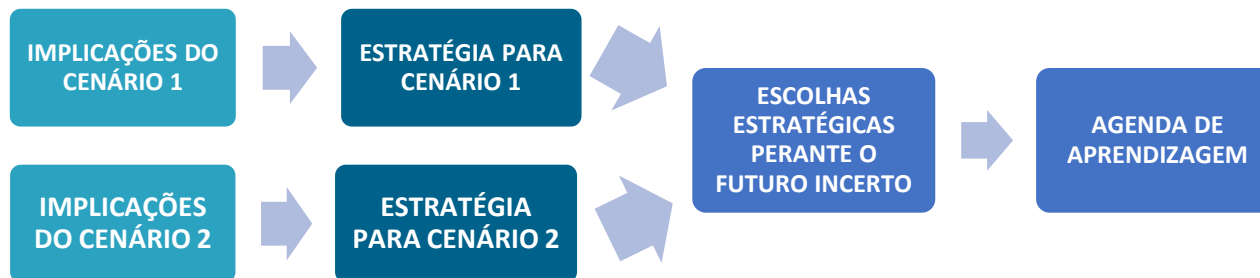 IMPLICAÇÕES DO
CENÁRIO 1
ESTRATÉGIA PARA
CENÁRIO 1
IMPLICAÇÕES
DO CENÁRIO 2
ESTRATÉGIA
PARA CENÁRIO 2
ESCOLHAS
ESTRATÉGICAS
PERANTE O
FUTURO INCERTO
AGENDA DE
APRENDIZAGEM